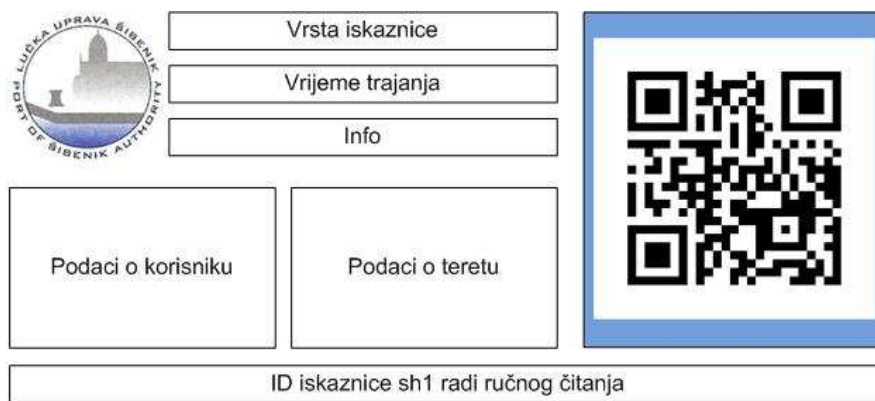 LUČKA UPRAVA ŠIBENIK
PORT OF ŠIBENIK AUTHORITY
Vrsta iskaznice
Vrijeme trajanja
Info
Podaci o korisniku
Podaci o teretu
ID iskaznice sh1 radi ručnog čitanja